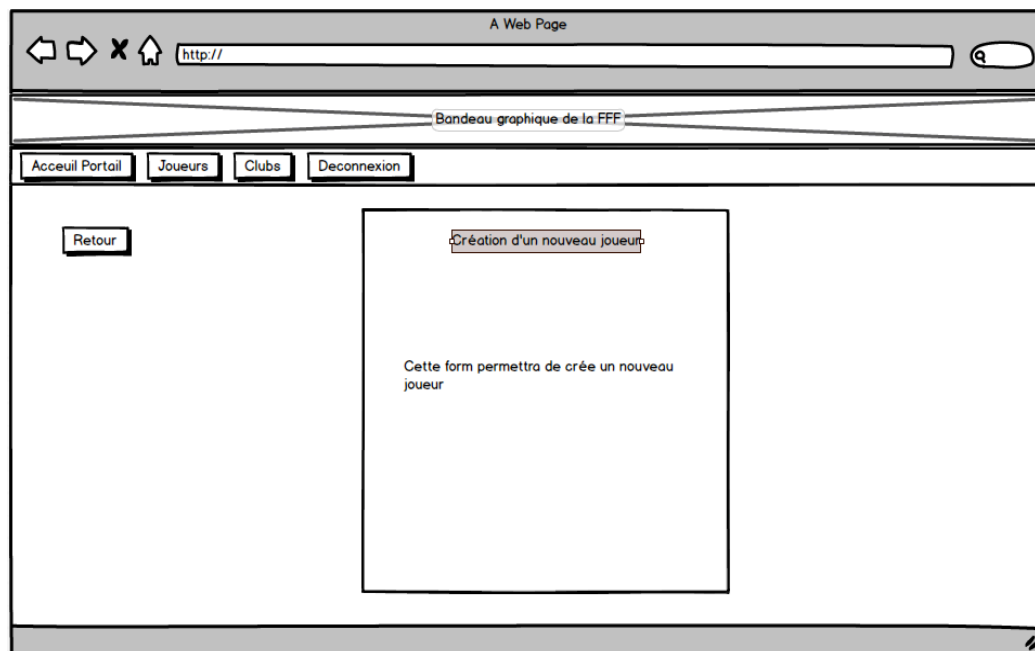 A Web Page
http://
Bandeau graphique de la FFF
Acceuil Portail Joueurs Clubs Deconnexion
Retour
Création d'un nouveau joueur
Cette form permettra de crée un nouveau
joueur